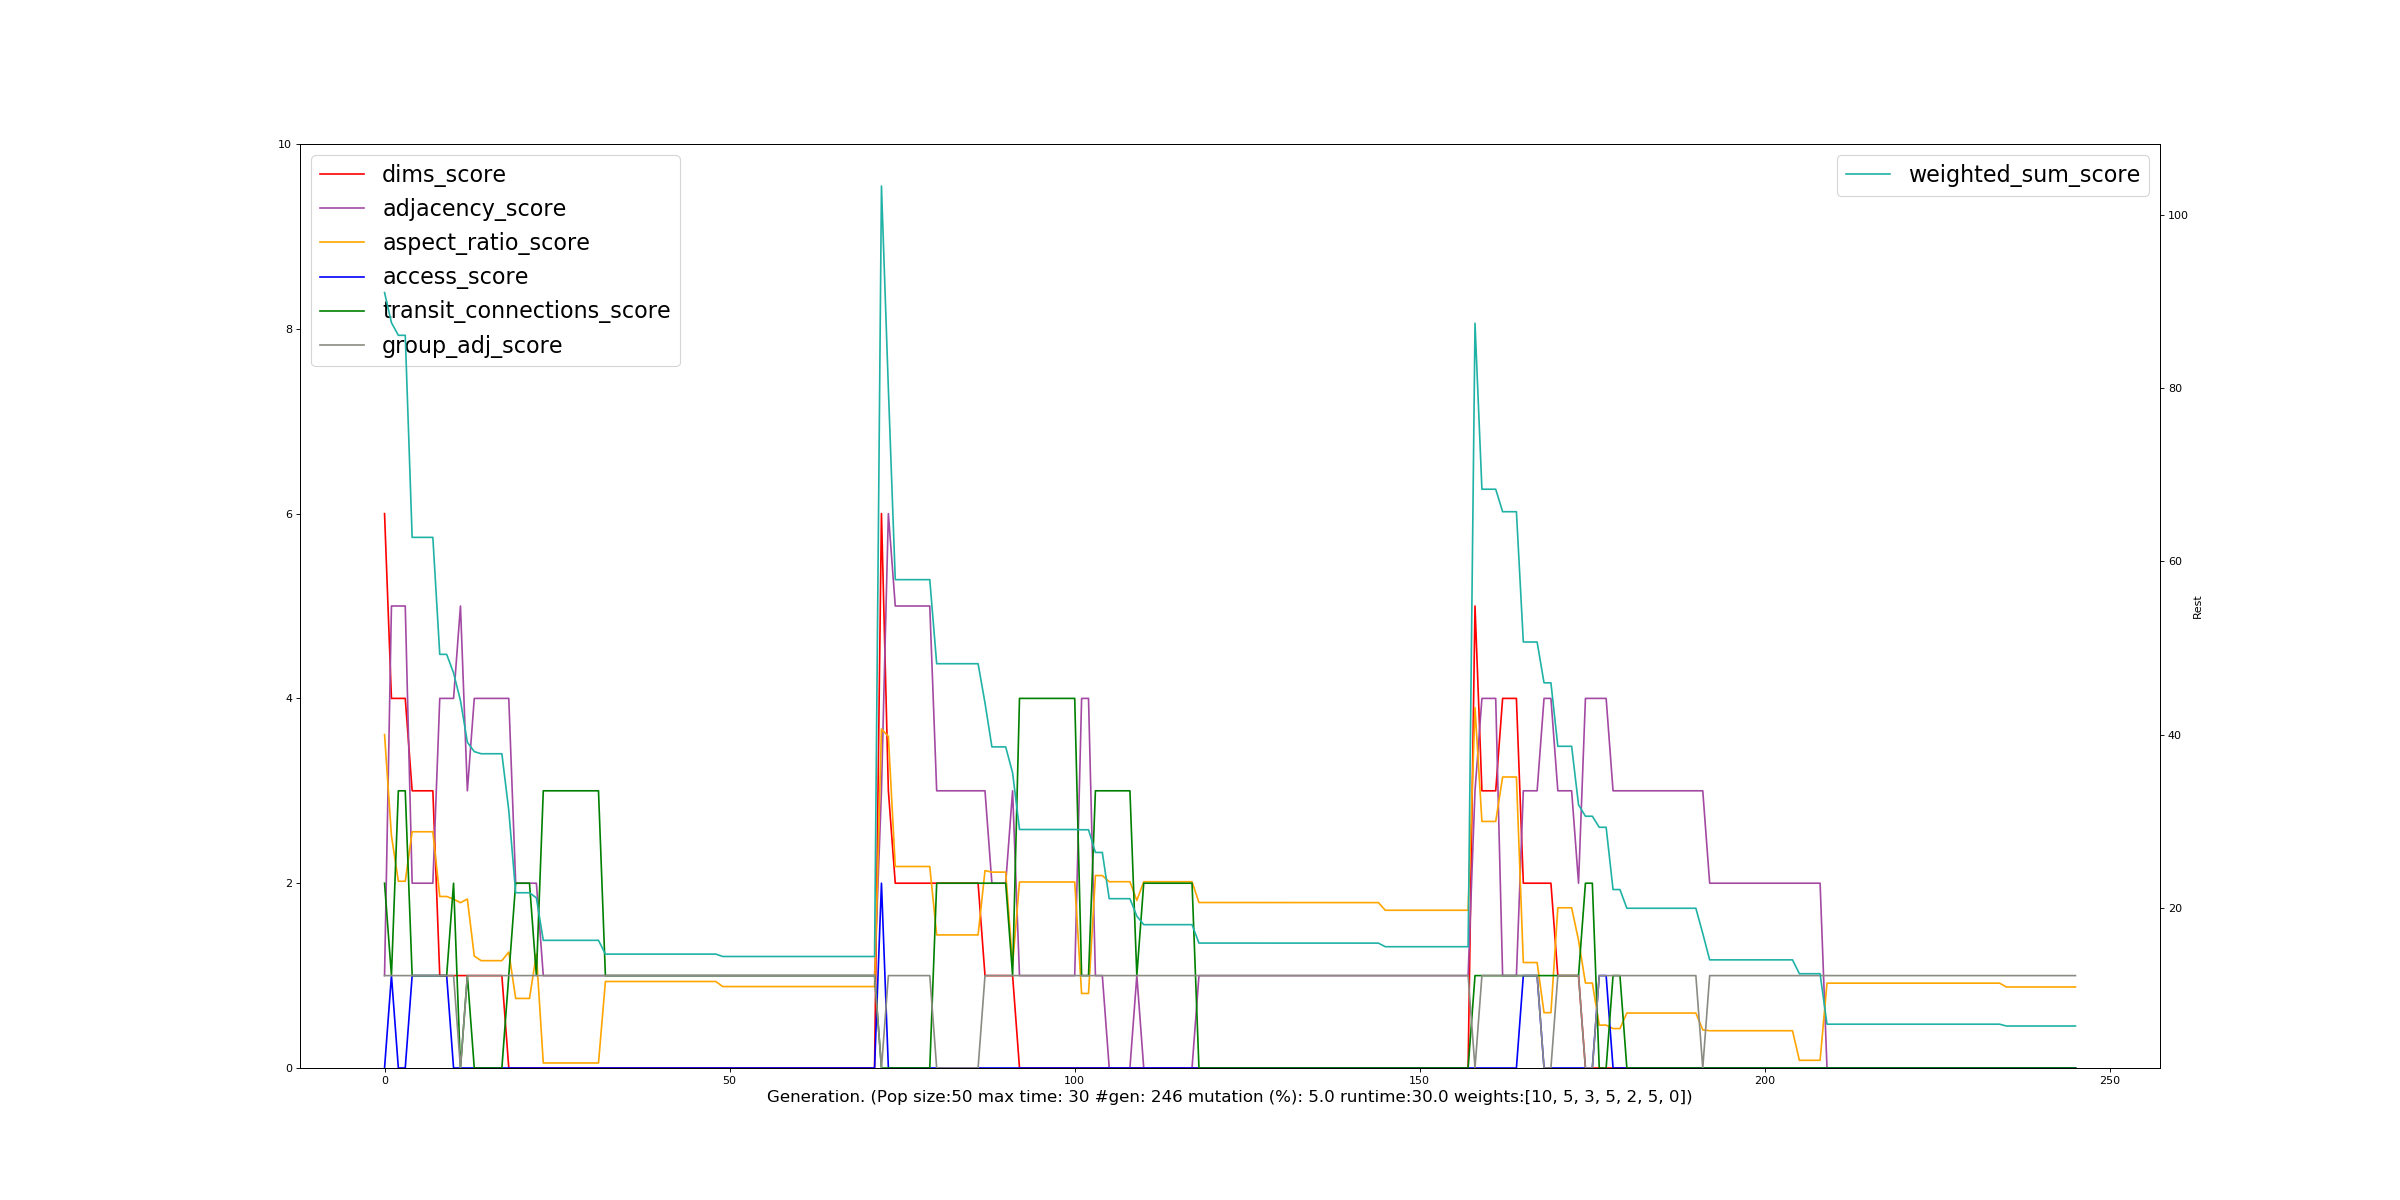 dims_score
adjacency_score
aspect_ratio_score
access_score
transit_connections_score
group_adj_score
weighted_sum_score
10
8
6
4
2
0
100
80
60
40
20
Rest
0 50 100 150 200 250
Generation. (Pop size:50 max time: 30 #gen: 246 mutation (%): 5.0 runtime:30.0 weights:[10, 5, 3, 5, 2, 5, 0])